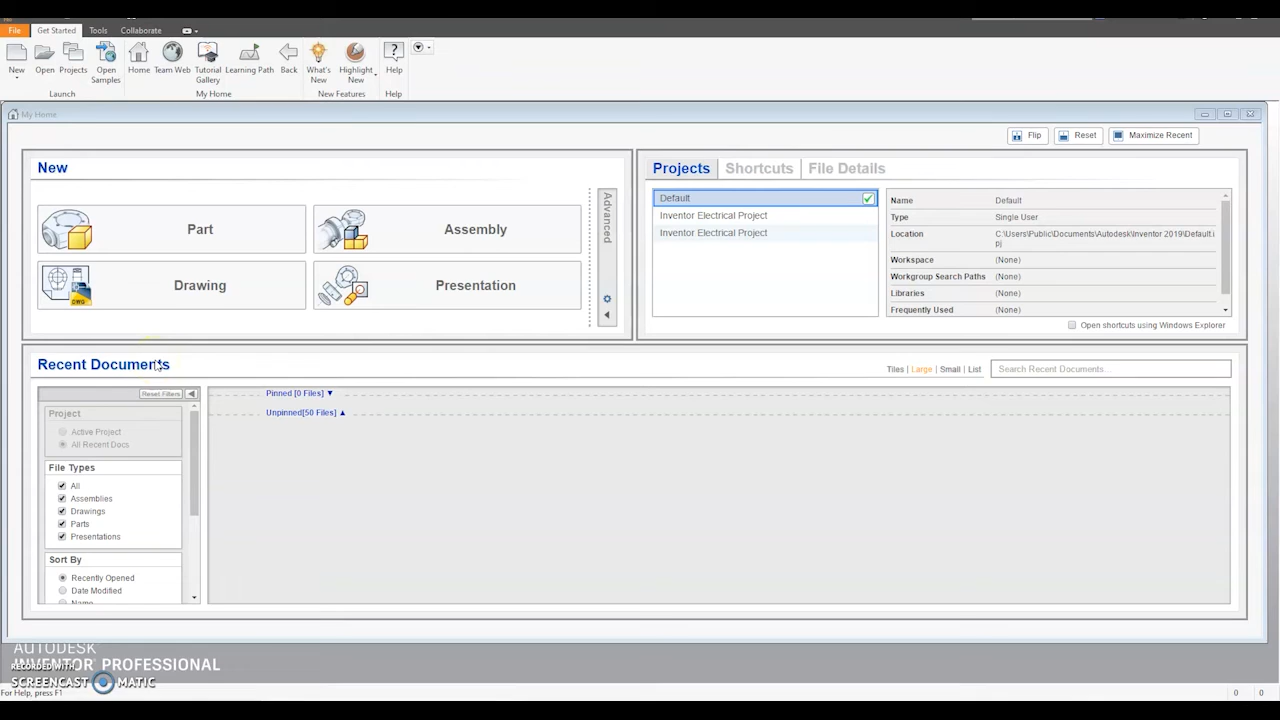 File Get Started Tools Collaborate
New Open Projects Open Samples Home Team Web Tutorial Gallery Learning Path Back What's New Highlight New Help
Launch My Home New Features Help
My Home
Flip Reset Maximize Recent
New
Part Assembly
Drawing Presentation
DWG
Advanced
Projects Shortcuts File Details
Default
Inventor Electrical Project
Inventor Electrical Project
Name Default
Type Single User
Location C:\Users\Public\Documents\Autodesk\Inventor 2019\Default.i
pj
Workspace (None)
Workgroup Search Paths (None)
Libraries (None)
Frequently Used (None)
Open shortcuts using Windows Explorer
Recent Documents
Tiles | Large | Small | List Search Recent Documents...
Reset Filters
Pinned [0 Files] ▼
Unpinned[50 Files] ▲
Project
Active Project
All Recent Docs
File Types
All
Assemblies
Drawings
Parts
Presentations
Sort By
Recently Opened
Date Modified
Name
AUTODESK
INVENTOR PROFESSIONAL
RECORDED WITH
SCREENCAST MATIC
For Help, press F1 0 0